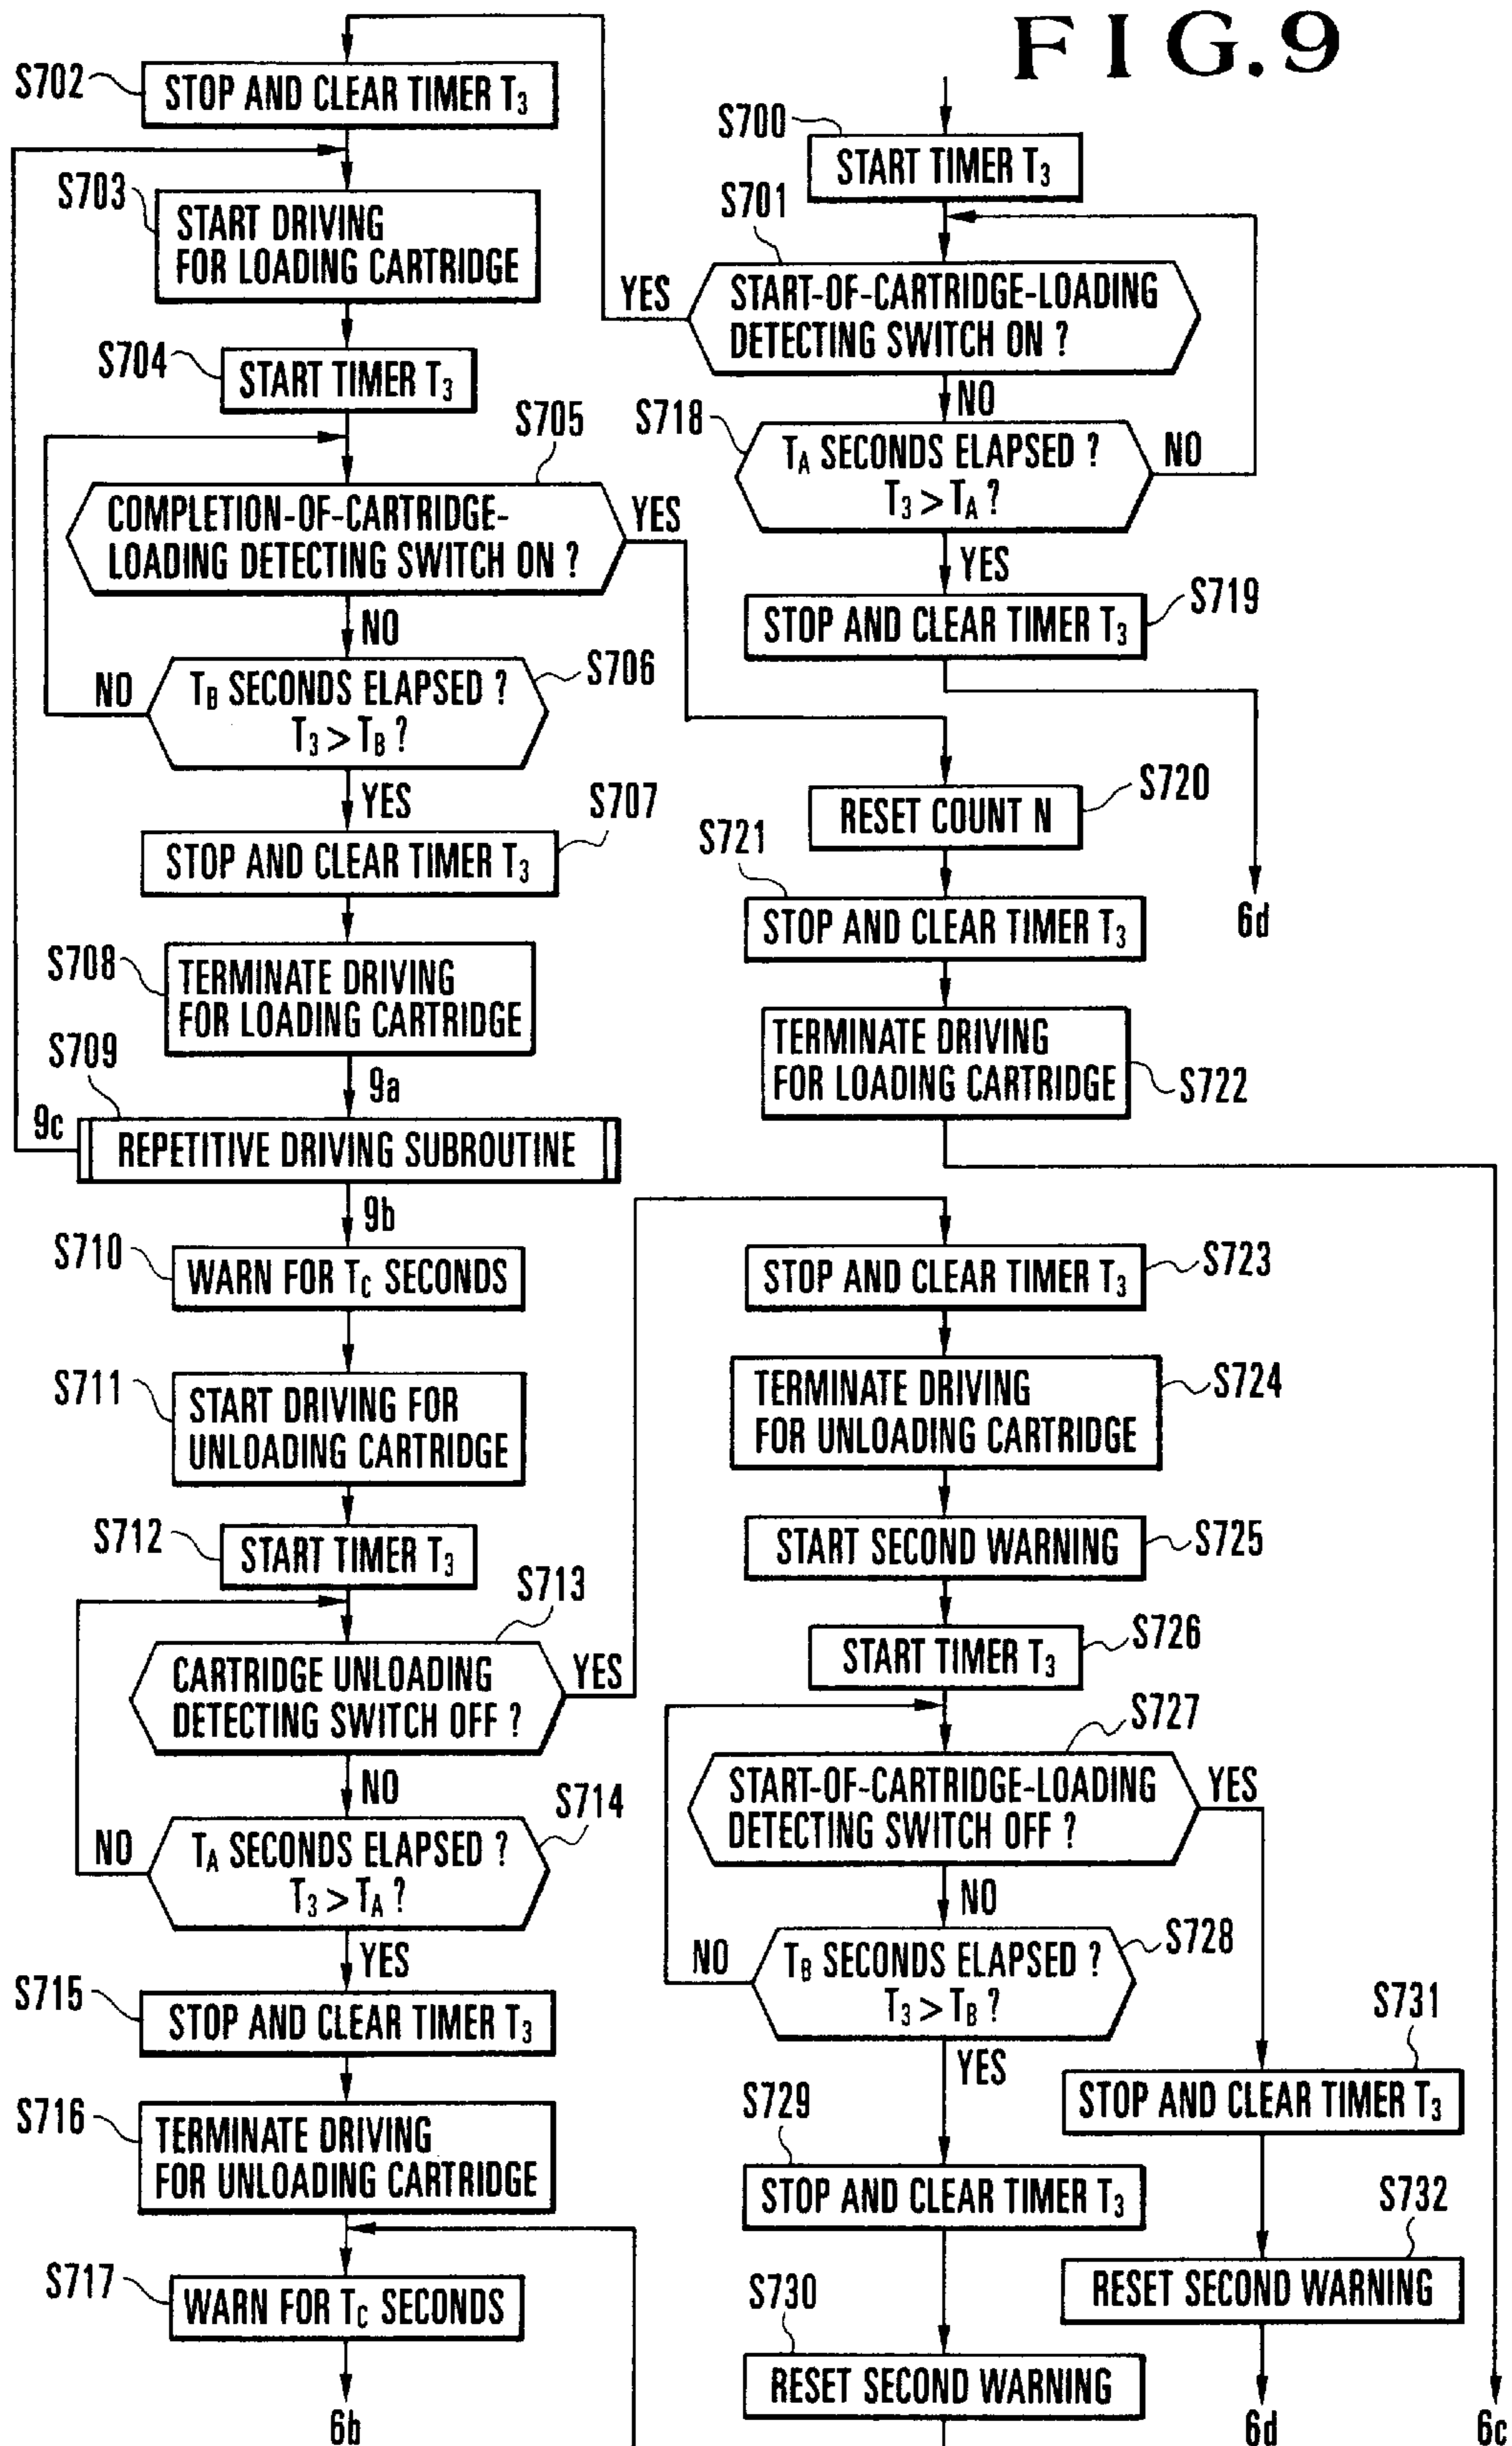 FIG.9
S702
STOP AND CLEAR TIMER T3
S703
START DRIVING
FOR LOADING CARTRIDGE
S704
START TIMER T3
S705
COMPLETION-OF-CARTRIDGE-
LOADING DETECTING SWITCH ON ?
YES
NO
S706
TB SECONDS ELAPSED ?
T3 > TB ?
NO
YES
S707
STOP AND CLEAR TIMER T3
S708
TERMINATE DRIVING
FOR LOADING CARTRIDGE
S709
9a
9c
REPETITIVE DRIVING SUBROUTINE
9b
S710
WARN FOR TC SECONDS
S711
START DRIVING FOR
UNLOADING CARTRIDGE
S712
START TIMER T3
S713
CARTRIDGE UNLOADING
DETECTING SWITCH OFF ?
YES
NO
S714
TA SECONDS ELAPSED ?
T3 > TA ?
NO
YES
S715
STOP AND CLEAR TIMER T3
S716
TERMINATE DRIVING
FOR UNLOADING CARTRIDGE
S717
WARN FOR TC SECONDS
6b
S700
START TIMER T3
S701
START-OF-CARTRIDGE-LOADING
DETECTING SWITCH ON ?
YES
NO
S718
TA SECONDS ELAPSED ?
T3 > TA ?
NO
YES
S719
STOP AND CLEAR TIMER T3
6d
S720
RESET COUNT N
S721
STOP AND CLEAR TIMER T3
TERMINATE DRIVING
FOR LOADING CARTRIDGE
S722
S723
STOP AND CLEAR TIMER T3
S724
TERMINATE DRIVING
FOR UNLOADING CARTRIDGE
S725
START SECOND WARNING
S726
START TIMER T3
S727
START-OF-CARTRIDGE-LOADING
DETECTING SWITCH OFF ?
YES
NO
S728
TB SECONDS ELAPSED ?
T3 > TB ?
NO
YES
S729
STOP AND CLEAR TIMER T3
S730
RESET SECOND WARNING
S731
STOP AND CLEAR TIMER T3
S732
RESET SECOND WARNING
6d
6c